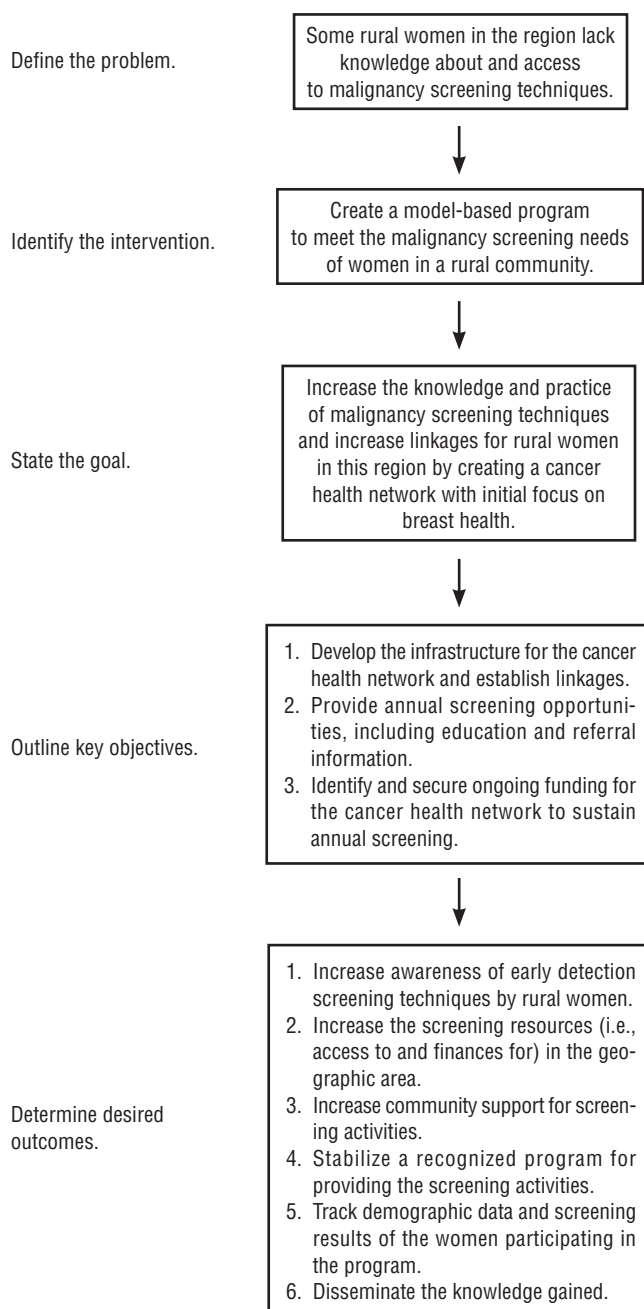 Define the problem.
Some rural women in the region lack
knowledge about and access
to malignancy screening techniques.
Identify the intervention.
Create a model-based program
to meet the malignancy screening needs
of women in a rural community.
State the goal.
Increase the knowledge and practice
of malignancy screening techniques
and increase linkages for rural women
in this region by creating a cancer
health network with initial focus on
breast health.
Outline key objectives.
1. Develop the infrastructure for the cancer
health network and establish linkages.
2. Provide annual screening opportuni-
ties, including education and referral
information.
3. Identify and secure ongoing funding for
the cancer health network to sustain
annual screening.
Determine desired
outcomes.
1. Increase awareness of early detection
screening techniques by rural women.
2. Increase the screening resources (i.e.,
access to and finances for) in the geo-
graphic area.
3. Increase community support for screen-
ing activities.
4. Stabilize a recognized program for
providing the screening activities.
5. Track demographic data and screening
results of the women participating in
the program.
6. Disseminate the knowledge gained.